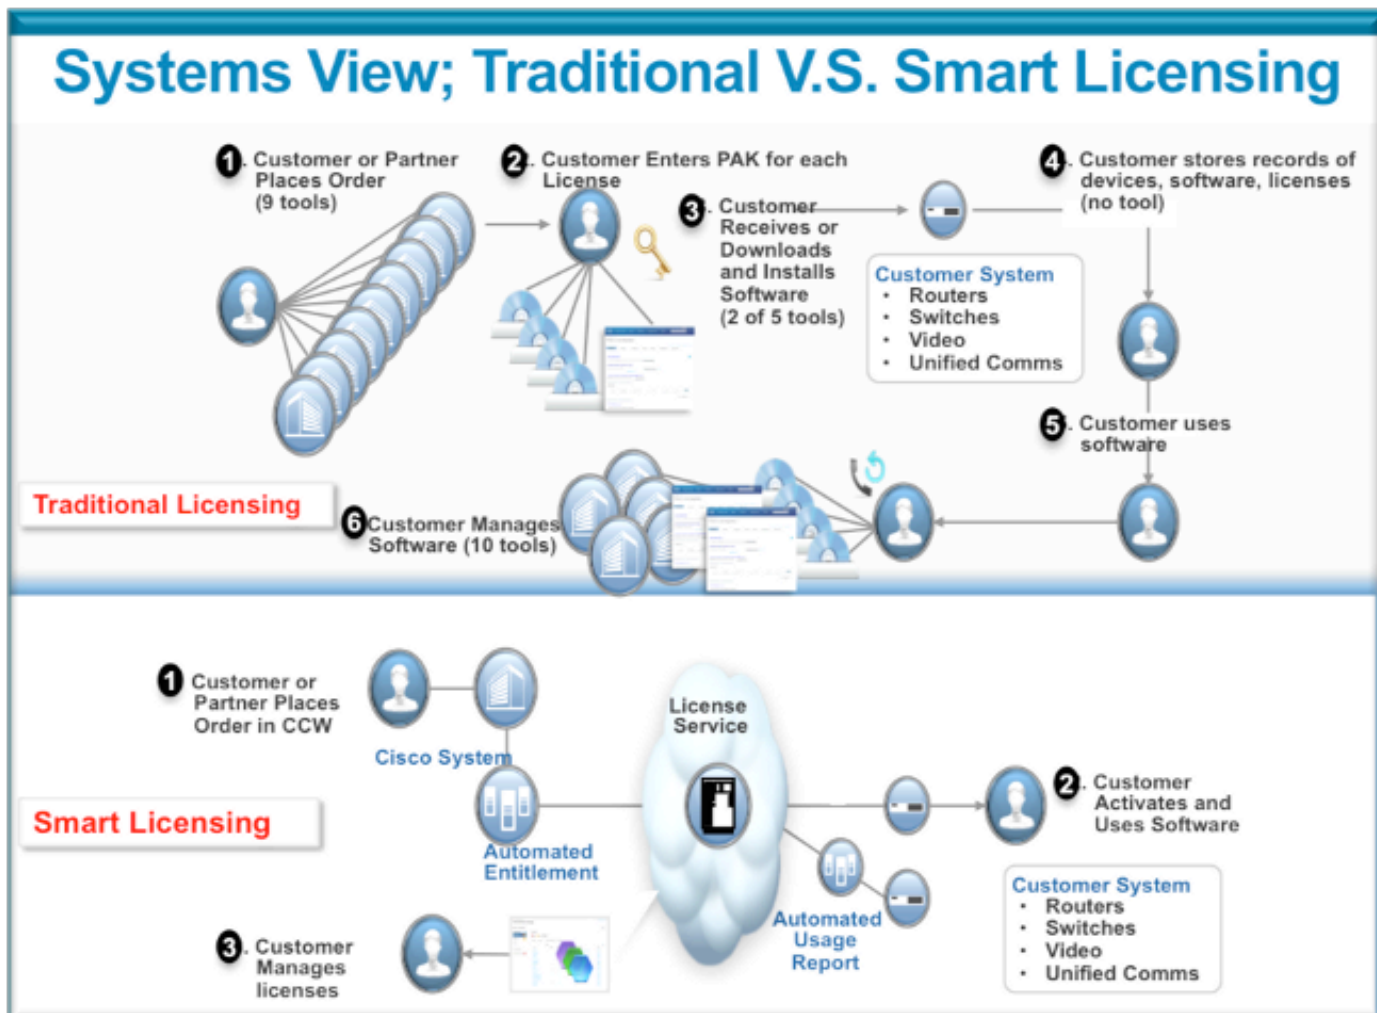 Systems View; Traditional V.S. Smart Licensing
1. Customer or Partner
Places Order
(9 tools)
2. Customer Enters PAK for each
License
3. Customer
Receives or
Downloads
and Installs
Software
(2 of 5 tools)
Customer System
• Routers
• Switches
• Video
• Unified Comms
4. Customer stores records of
devices, software, licenses
(no tool)
5. Customer uses
software
6 Customer Manages
Software (10 tools)
Traditional Licensing
1 Customer or
Partner Places
Order in CCW
Cisco System
Automated
Entitlement
License
Service
2. Customer
Activates and
Uses Software
Smart Licensing
Automated
Usage
Report
Customer System
• Routers
• Switches
• Video
• Unified Comms
3. Customer
Manages
licenses